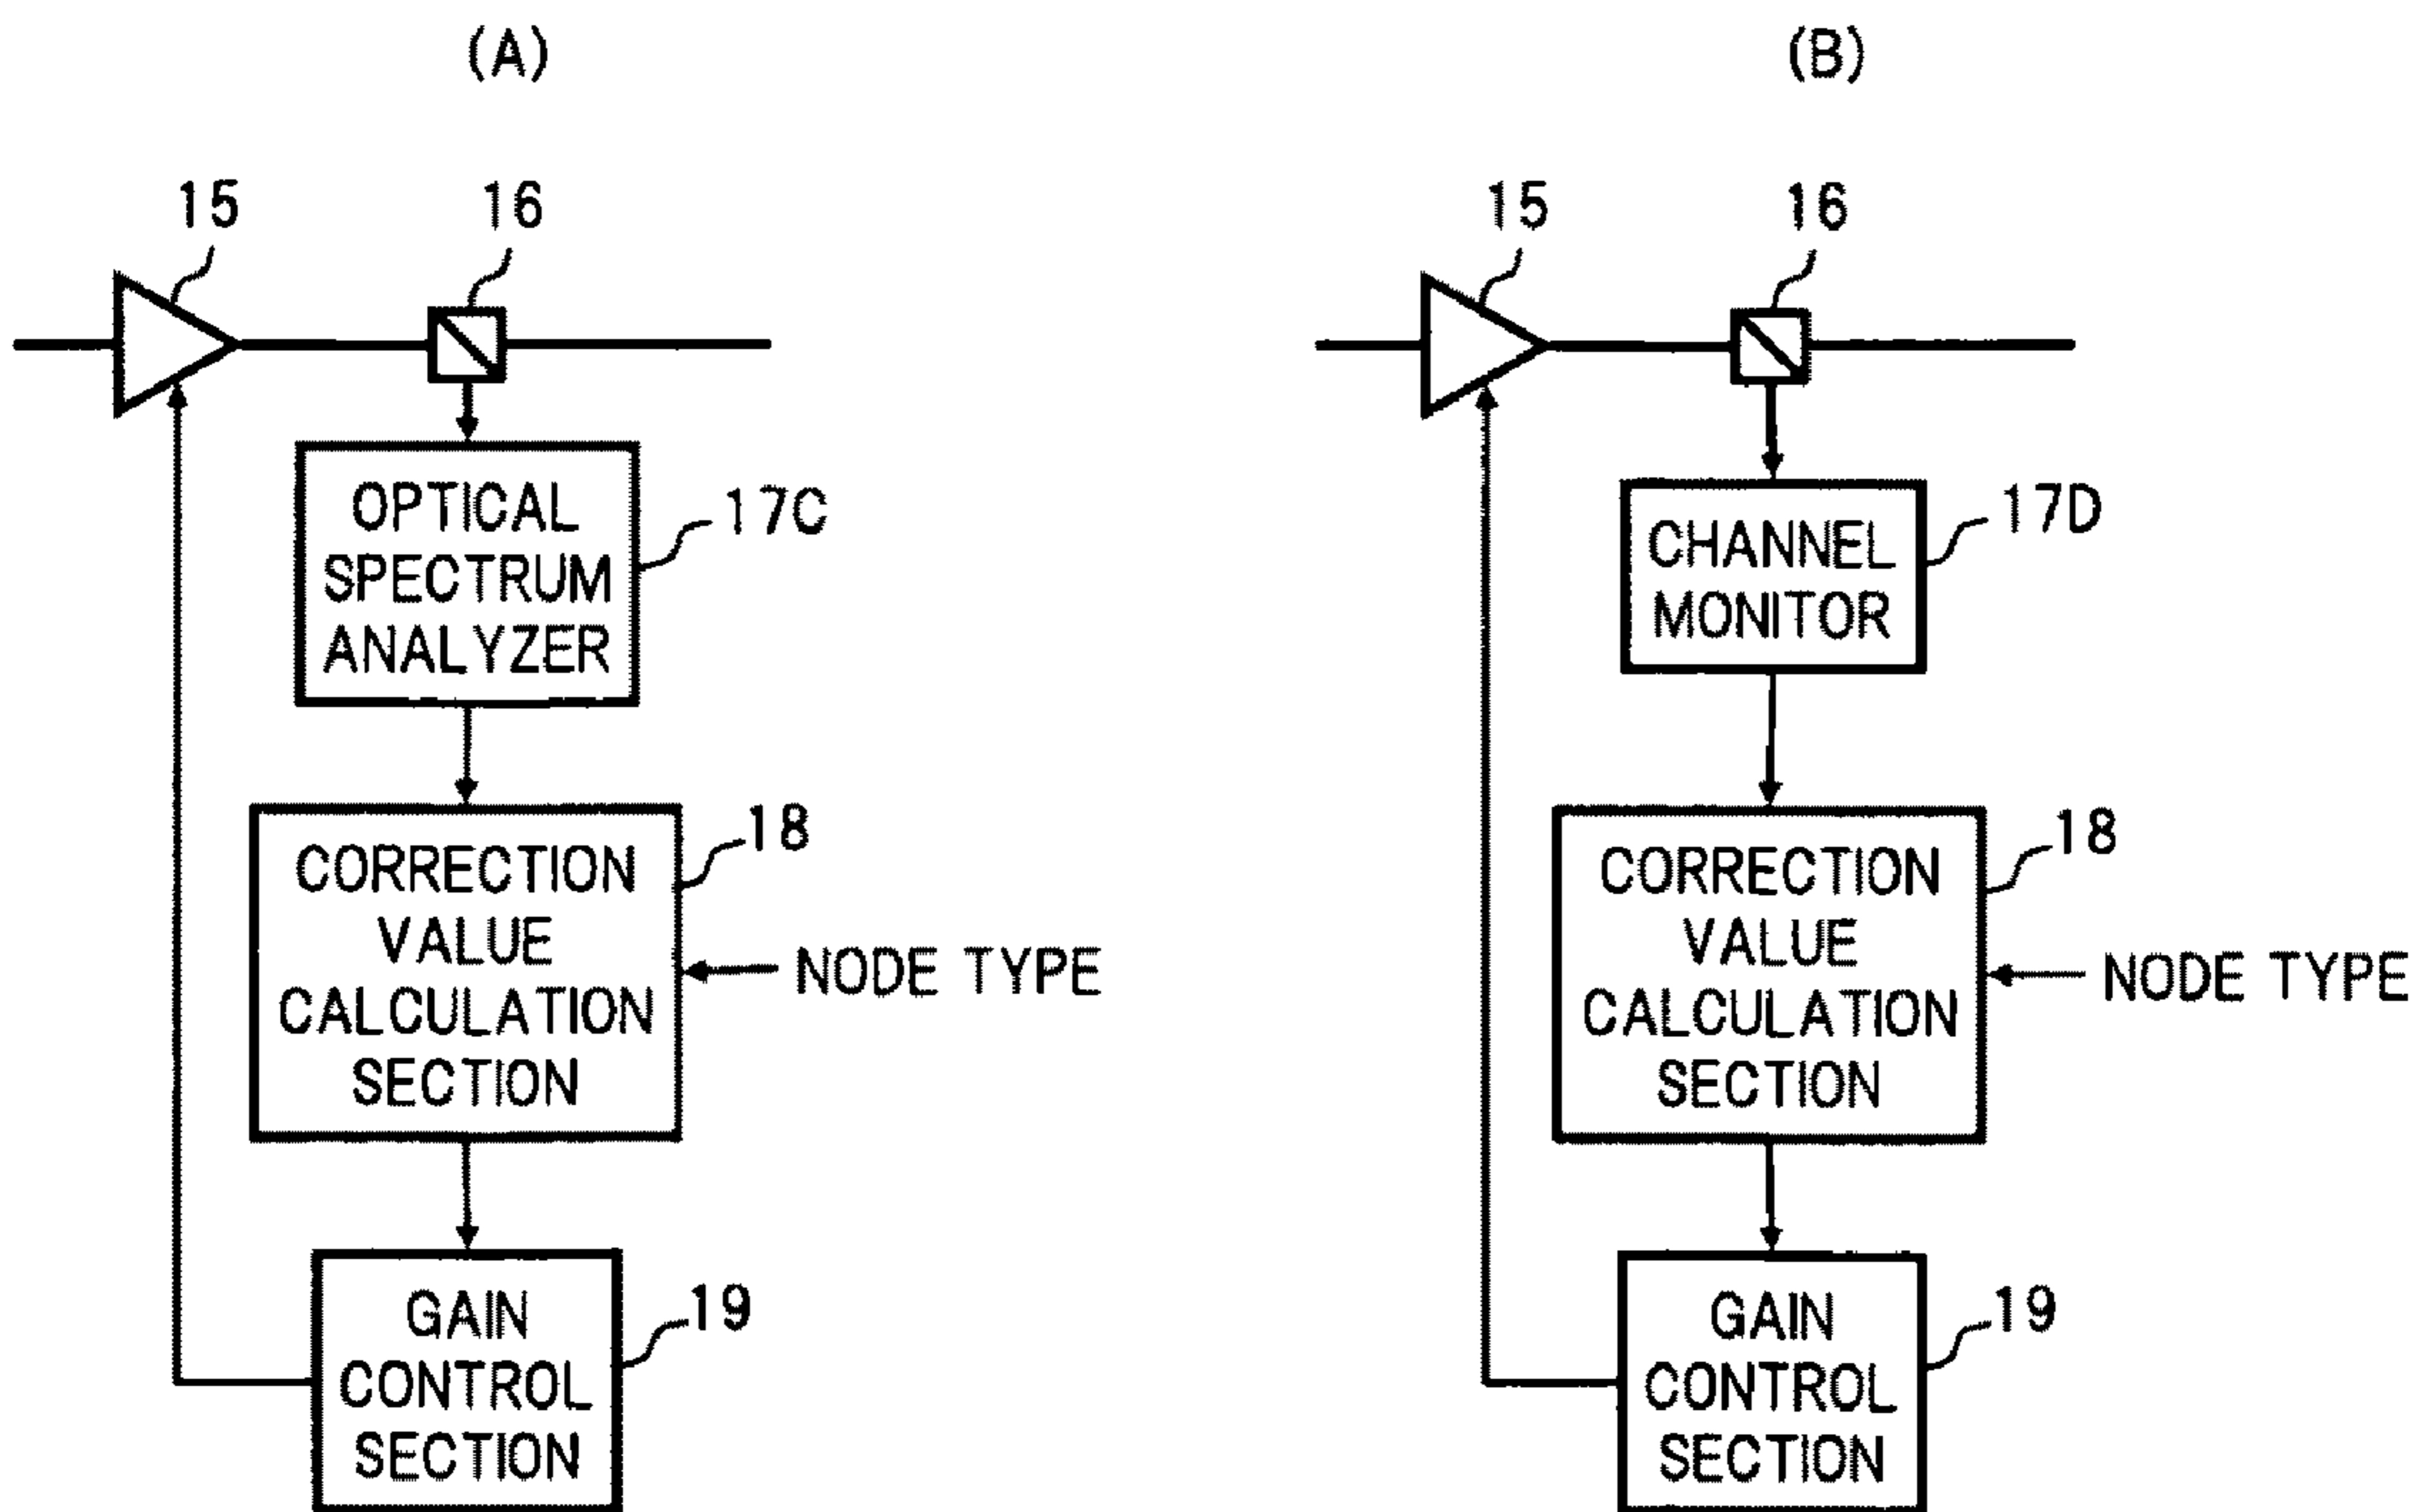 (A)
15
16
OPTICAL
SPECTRUM
ANALYZER
17C
CORRECTION
VALUE
CALCULATION
SECTION
18
NODE TYPE
GAIN
CONTROL
SECTION
19
(B)
15
16
CHANNEL
MONITOR
17D
CORRECTION
VALUE
CALCULATION
SECTION
18
NODE TYPE
GAIN
CONTROL
SECTION
19